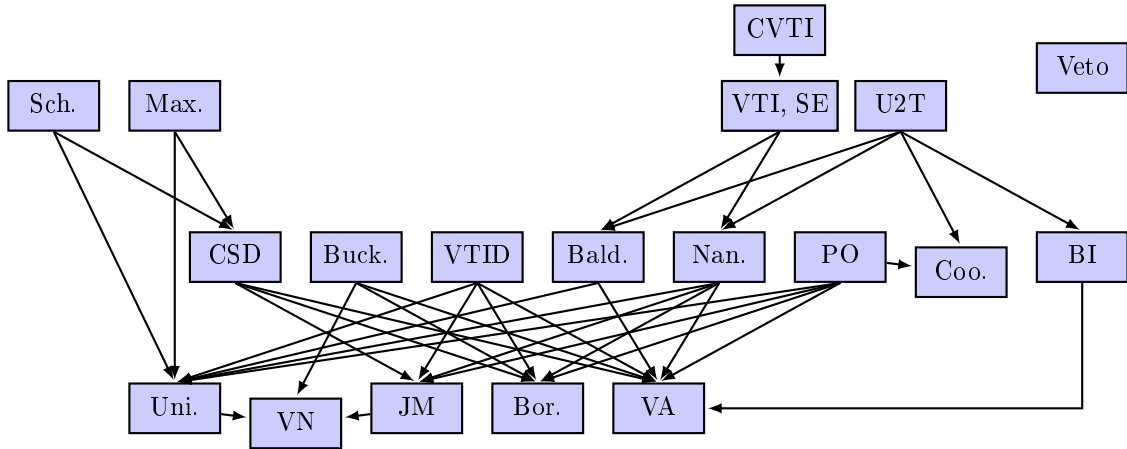 CVTI
Veto
Sch.
Max.
VTI, SE
U2T
CSD
Buck.
VTID
Bald.
Nan.
PO
Coo.
BI
Uni.
VN
JM
Bor.
VA